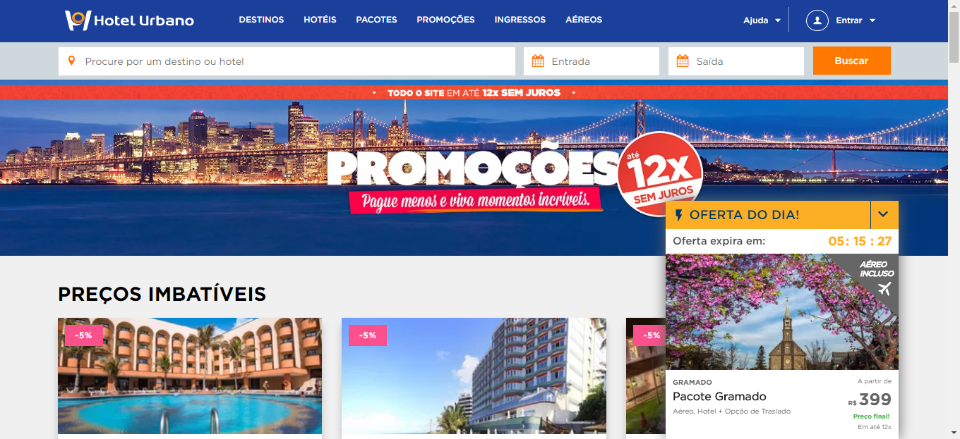 Hotel Urbano
DESTINOS HOTÉIS PACOTES PROMOÇÕES INGRESSOS AÉREOS
Ajuda Entrar
Procure por um destino ou hotel Entrada Saída Buscar
• TODO O SITE EM ATÉ 12x SEM JUROS •
PROMOÇÕES
até
12x
SEM JUROS
Pague menos e viva momentos incríveis.
OFERTA DO DIA!
Oferta expira em: 05: 15 : 27
AÉREO
INCLUSO
PREÇOS IMBATÍVEIS
-5% -5% -5%
GRAMADO A partir de
Pacote Gramado R$ 399
Aéreo, Hotel + Opção de Traslado
Preço final!
Em até 12x